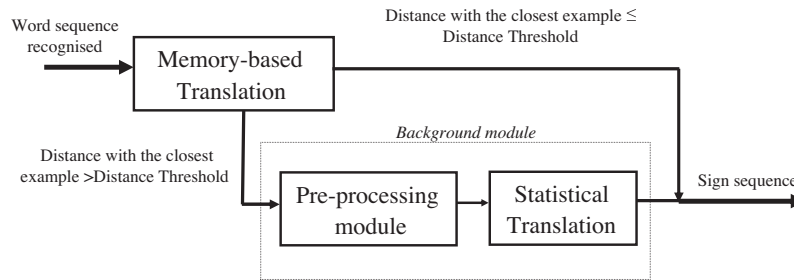 Distance with the closest example ≤
Distance Threshold
Word sequence
recognised
Memory-based
Translation
Background module
Distance with the closest
example >Distance Threshold
Pre-processing
module
Statistical
Translation
Sign sequence